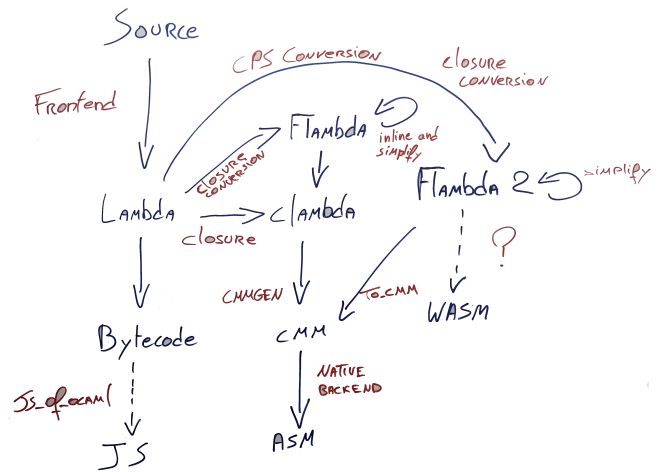 Source
CPS Conversion
closure
conversion
Frontend
Flambda
inline and
simplify
closure
conversion
Flambda 2
simplify
Lambda
closure
clambda
?
CMMGEN
To_CMM
WASM
Bytecode
CMM
Native
Backend
JS_of_ocaml
JS
ASM